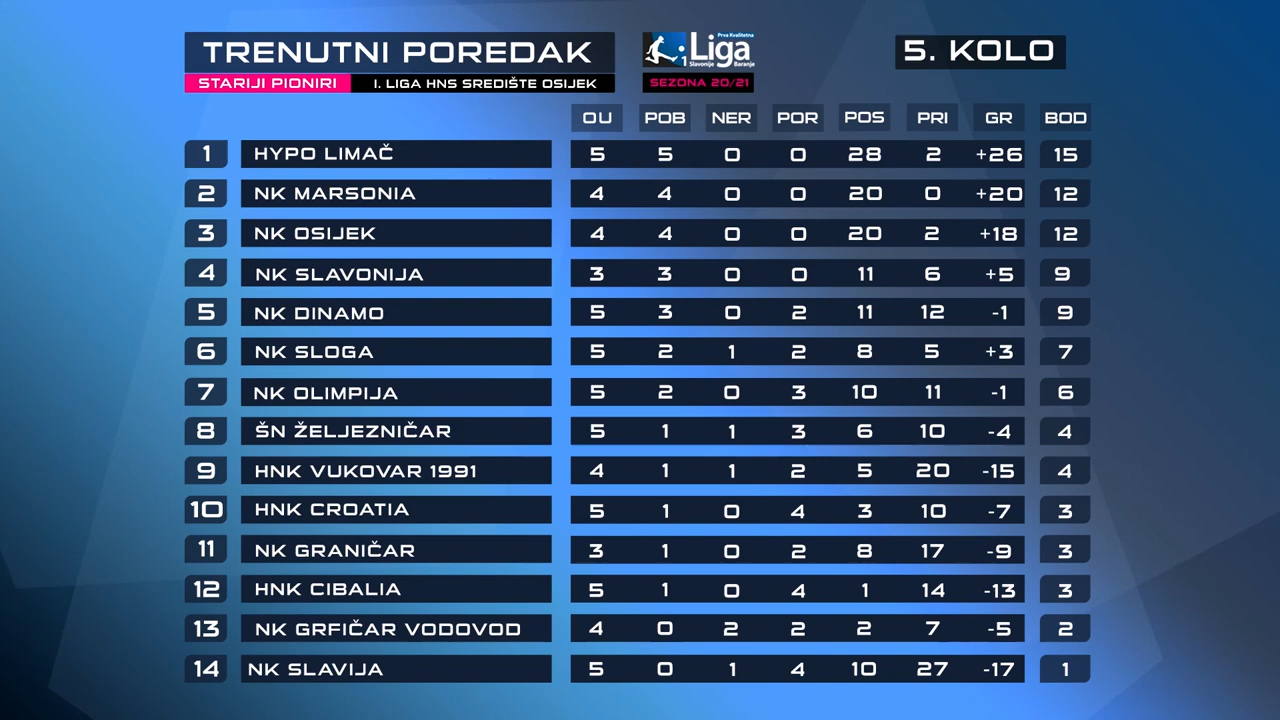 TRENUTNI POREDAK
STARIJI PIONIRI I. LIGA HNS SREDIŠTE OSIJEK
Prva Kvalitetna
1 Liga
Slavonije Baranje
SEZONA 20/21
5. KOLO
OU POB NER POR POS PRI GR BOD
1 HYPO LIMAČ 5 5 0 0 28 2 +26 15
2 NK MARSONIA 4 4 0 0 20 0 +20 12
3 NK OSIJEK 4 4 0 0 20 2 +18 12
4 NK SLAVONIJA 3 3 0 0 11 6 +5 9
5 NK DINAMO 5 3 0 2 11 12 -1 9
6 NK SLOGA 5 2 1 2 8 5 +3 7
7 NK OLIMPIJA 5 2 0 3 10 11 -1 6
8 ŠN ŽELJEZNIČAR 5 1 1 3 6 10 -4 4
9 HNK VUKOVAR 1991 4 1 1 2 5 20 -15 4
10 HNK CROATIA 5 1 0 4 3 10 -7 3
11 NK GRANIČAR 3 1 0 2 8 17 -9 3
12 HNK CIBALIA 5 1 0 4 1 14 -13 3
13 NK GRFIČAR VODOVOD 4 0 2 2 2 7 -5 2
14 NK SLAVIJA 5 0 1 4 10 27 -17 1